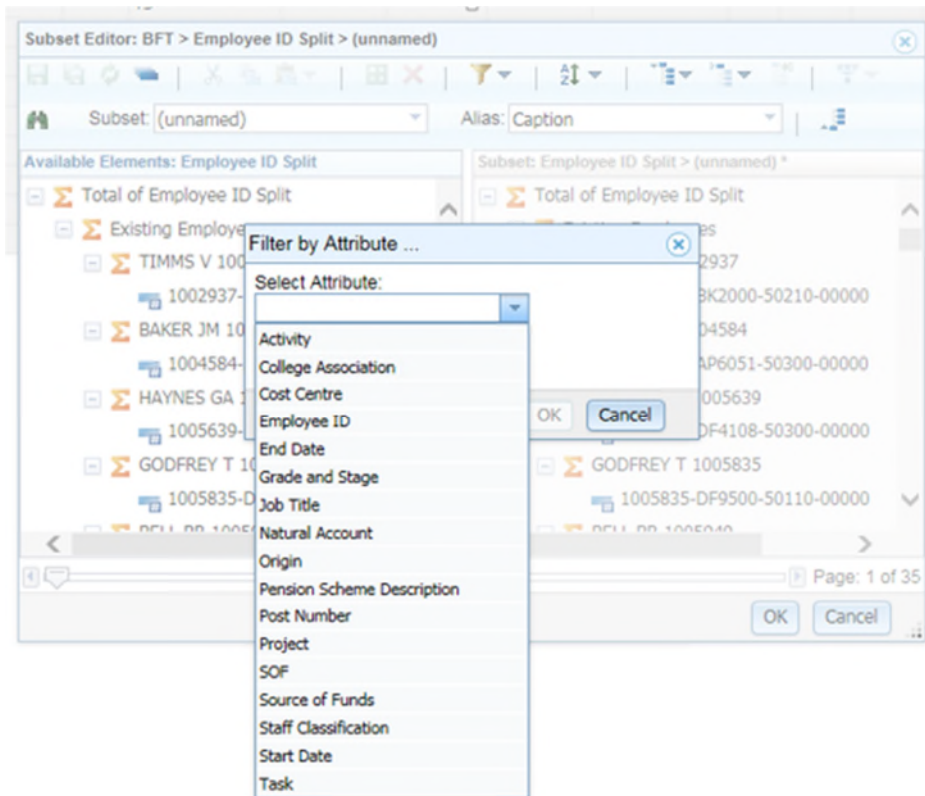 Subset Editor: BFT > Employee ID Split > (unnamed)
Subset: (unnamed) Alias: Caption
Available Elements: Employee ID Split
Subset: Employee ID Split > (unnamed) *
Total of Employee ID Split
Total of Employee ID Split
Existing Employe
es
TIMMS V 100
2937
1002937-
BK2000-50210-00000
BAKER JM 10
04584
1004584-
AP6051-50300-00000
HAYNES GA 1
005639
1005639-
DF4108-50300-00000
GODFREY T 10
GODFREY T 1005835
1005835-D
1005835-DF9500-50110-00000
Filter by Attribute ...
Select Attribute:
Activity
College Association
Cost Centre
Employee ID
End Date
Grade and Stage
Job Title
Natural Account
Origin
Pension Scheme Description
Post Number
Project
SOF
Source of Funds
Staff Classification
Start Date
Task
OK Cancel
Page: 1 of 35
OK Cancel